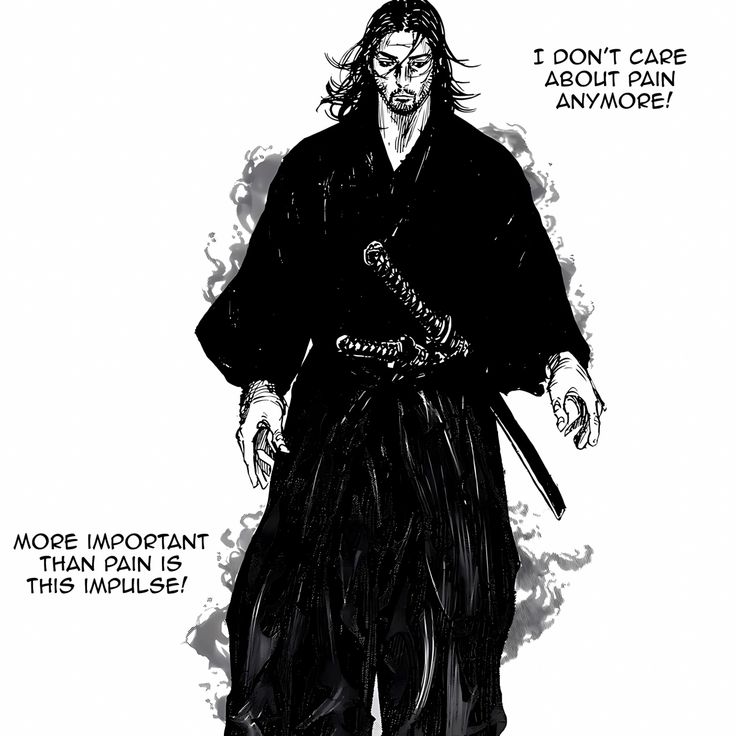 I DON'T CARE
ABOUT PAIN
ANYMORE!
MORE IMPORTANT
THAN PAIN IS
THIS IMPULSE!